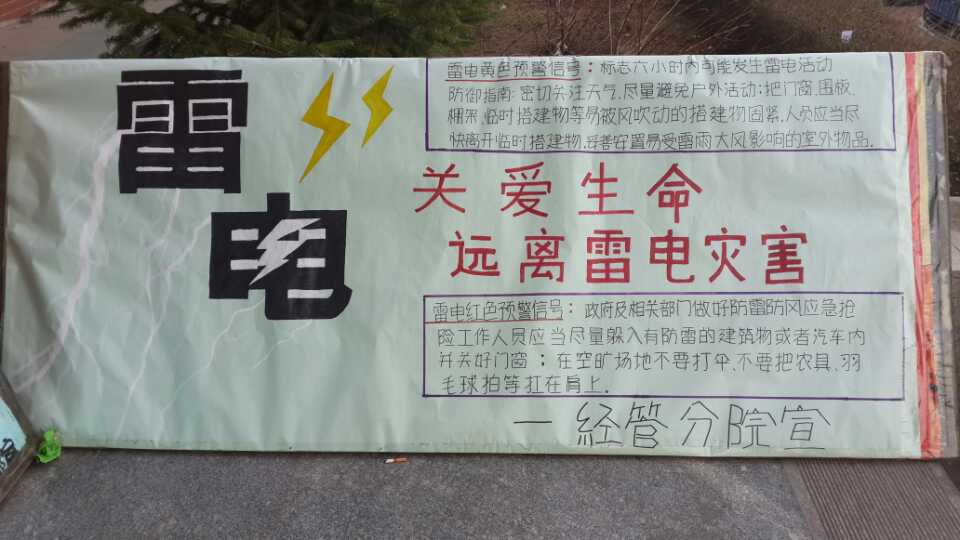 雷
电
雷电黄色预警信号：标志六小时内可能发生雷电活动
防御指南：密切关注天气，尽量避免户外活动；把门窗、围板、
棚架、临时搭建物等易被风吹动的搭建物固紧，人员应当尽
快离开临时搭建物，妥善安置易受雷雨大风影响的室外物品.
关爱生命
远离雷电灾害
雷电红色预警信号：政府及相关部门做好防雷防风应急抢
险工作人员应当尽量躲入有防雷的建筑物或者汽车内
并关好门窗；在空旷场地不要打伞、不要把农具、羽
毛球拍等扛在肩上.
一经管分院宣